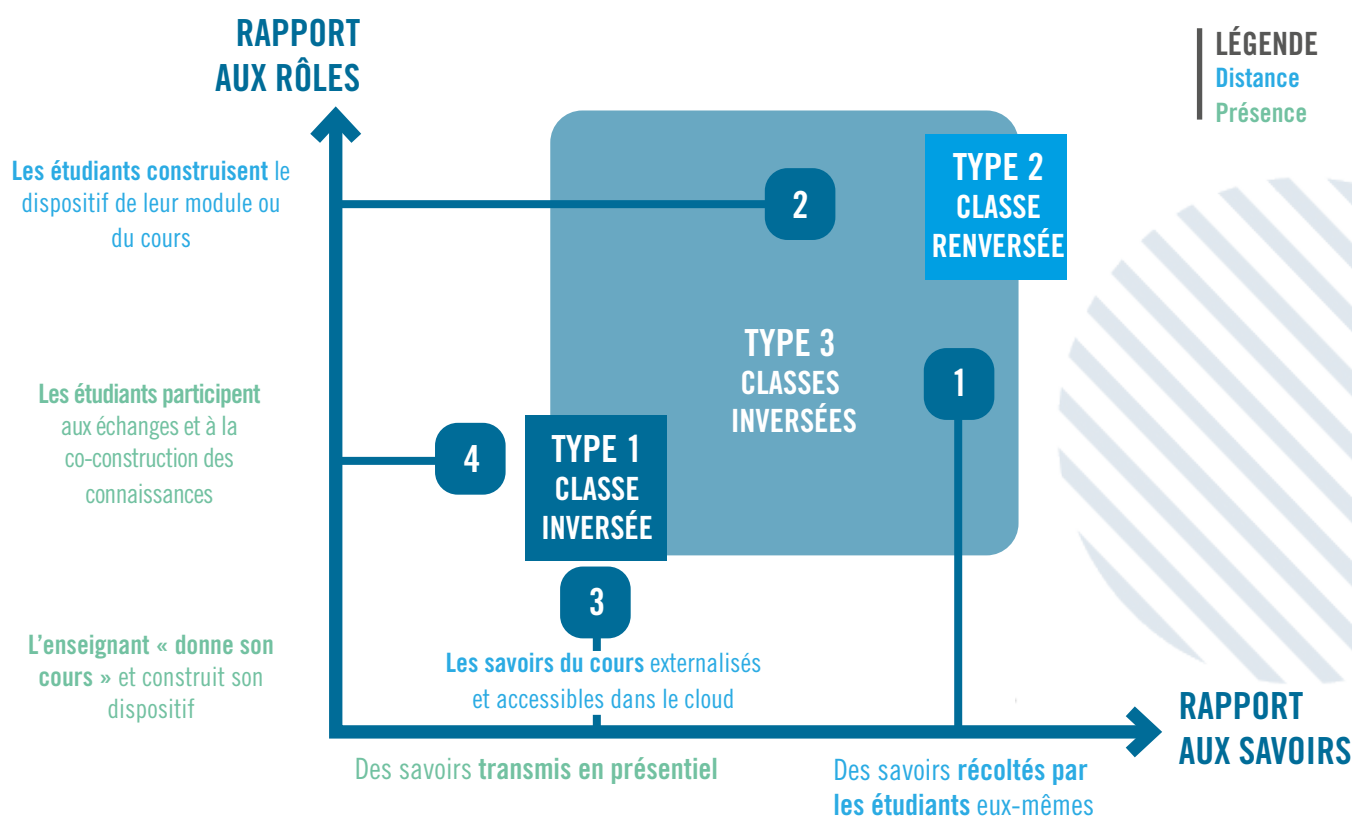 RAPPORT
AUX RÔLES
LÉGENDE
Distance
Présence
Les étudiants construisent le
dispositif de leur module ou
du cours
2
TYPE 2
CLASSE
RENVERSÉE
TYPE 3
CLASSES
INVERSÉES
1
Les étudiants participent
aux échanges et à la
co-construction des
connaissances
4
TYPE 1
CLASSE
INVERSÉE
3
L'enseignant « donne son
cours » et construit son
dispositif
Les savoirs du cours externalisés
et accessibles dans le cloud
RAPPORT
AUX SAVOIRS
Des savoirs transmis en présentiel
Des savoirs récoltés par
les étudiants eux-mêmes